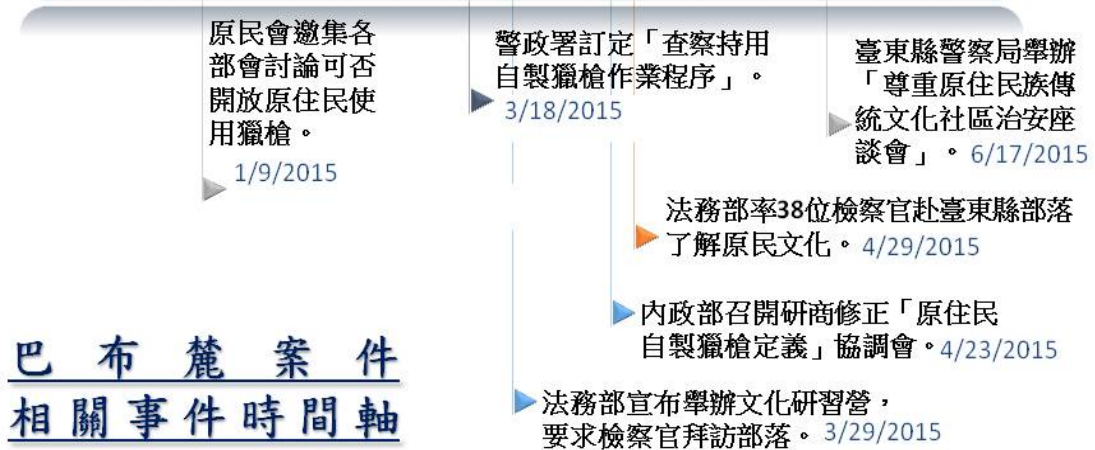 原民會邀集各
部會討論可否
開放原住民使
用獵槍。
1/9/2015
警政署訂定「查察持用
自製獵槍作業程序」。
3/18/2015
臺東縣警察局舉辦
「尊重原住民族傳
統文化社區治安座
談會」。6/17/2015
法務部率38位檢察官赴臺東縣部落
了解原民文化。4/29/2015
內政部召開研商修正「原住民
自製獵槍定義」協調會。4/23/2015
法務部宣布舉辦文化研習營，
要求檢察官拜訪部落。3/29/2015
巴布麓案件
相關事件時間軸